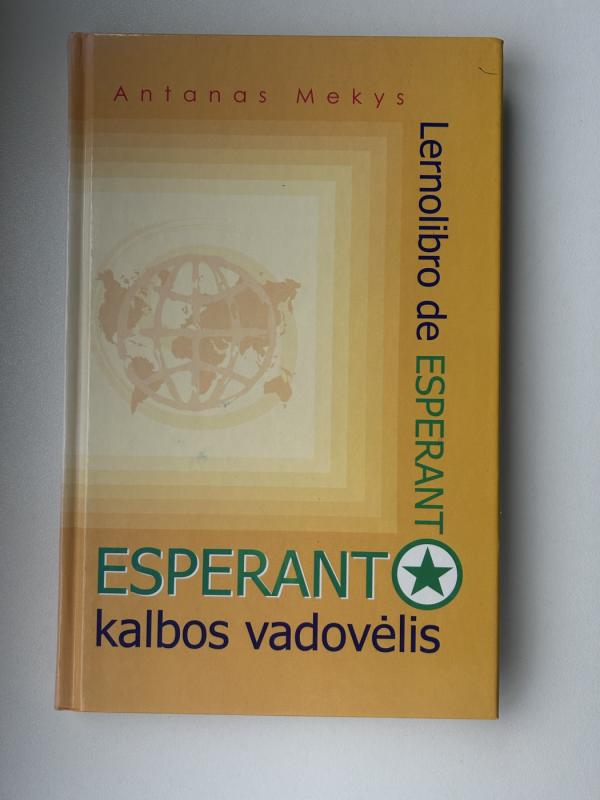 Antanas Mekys
Lernolibro de ESPERANTO
ESPERANTO
kalbos vadovėlis